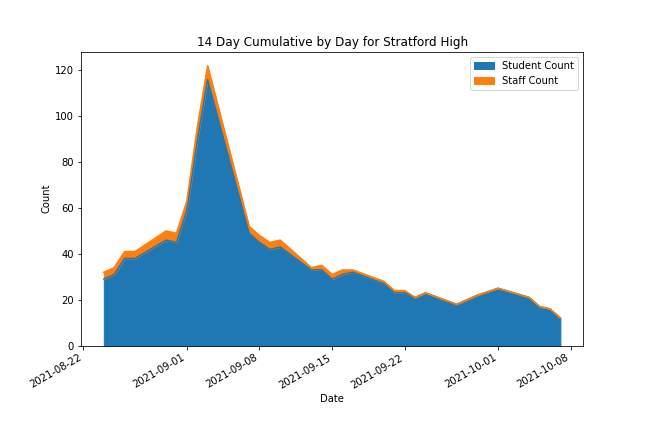 14 Day Cumulative by Day for Stratford High
Student Count
Staff Count
120
100
80
60
40
20
0
Count
2021-08-22
2021-09-01
2021-09-08
2021-09-15
2021-09-22
2021-10-01
2021-10-08
Date